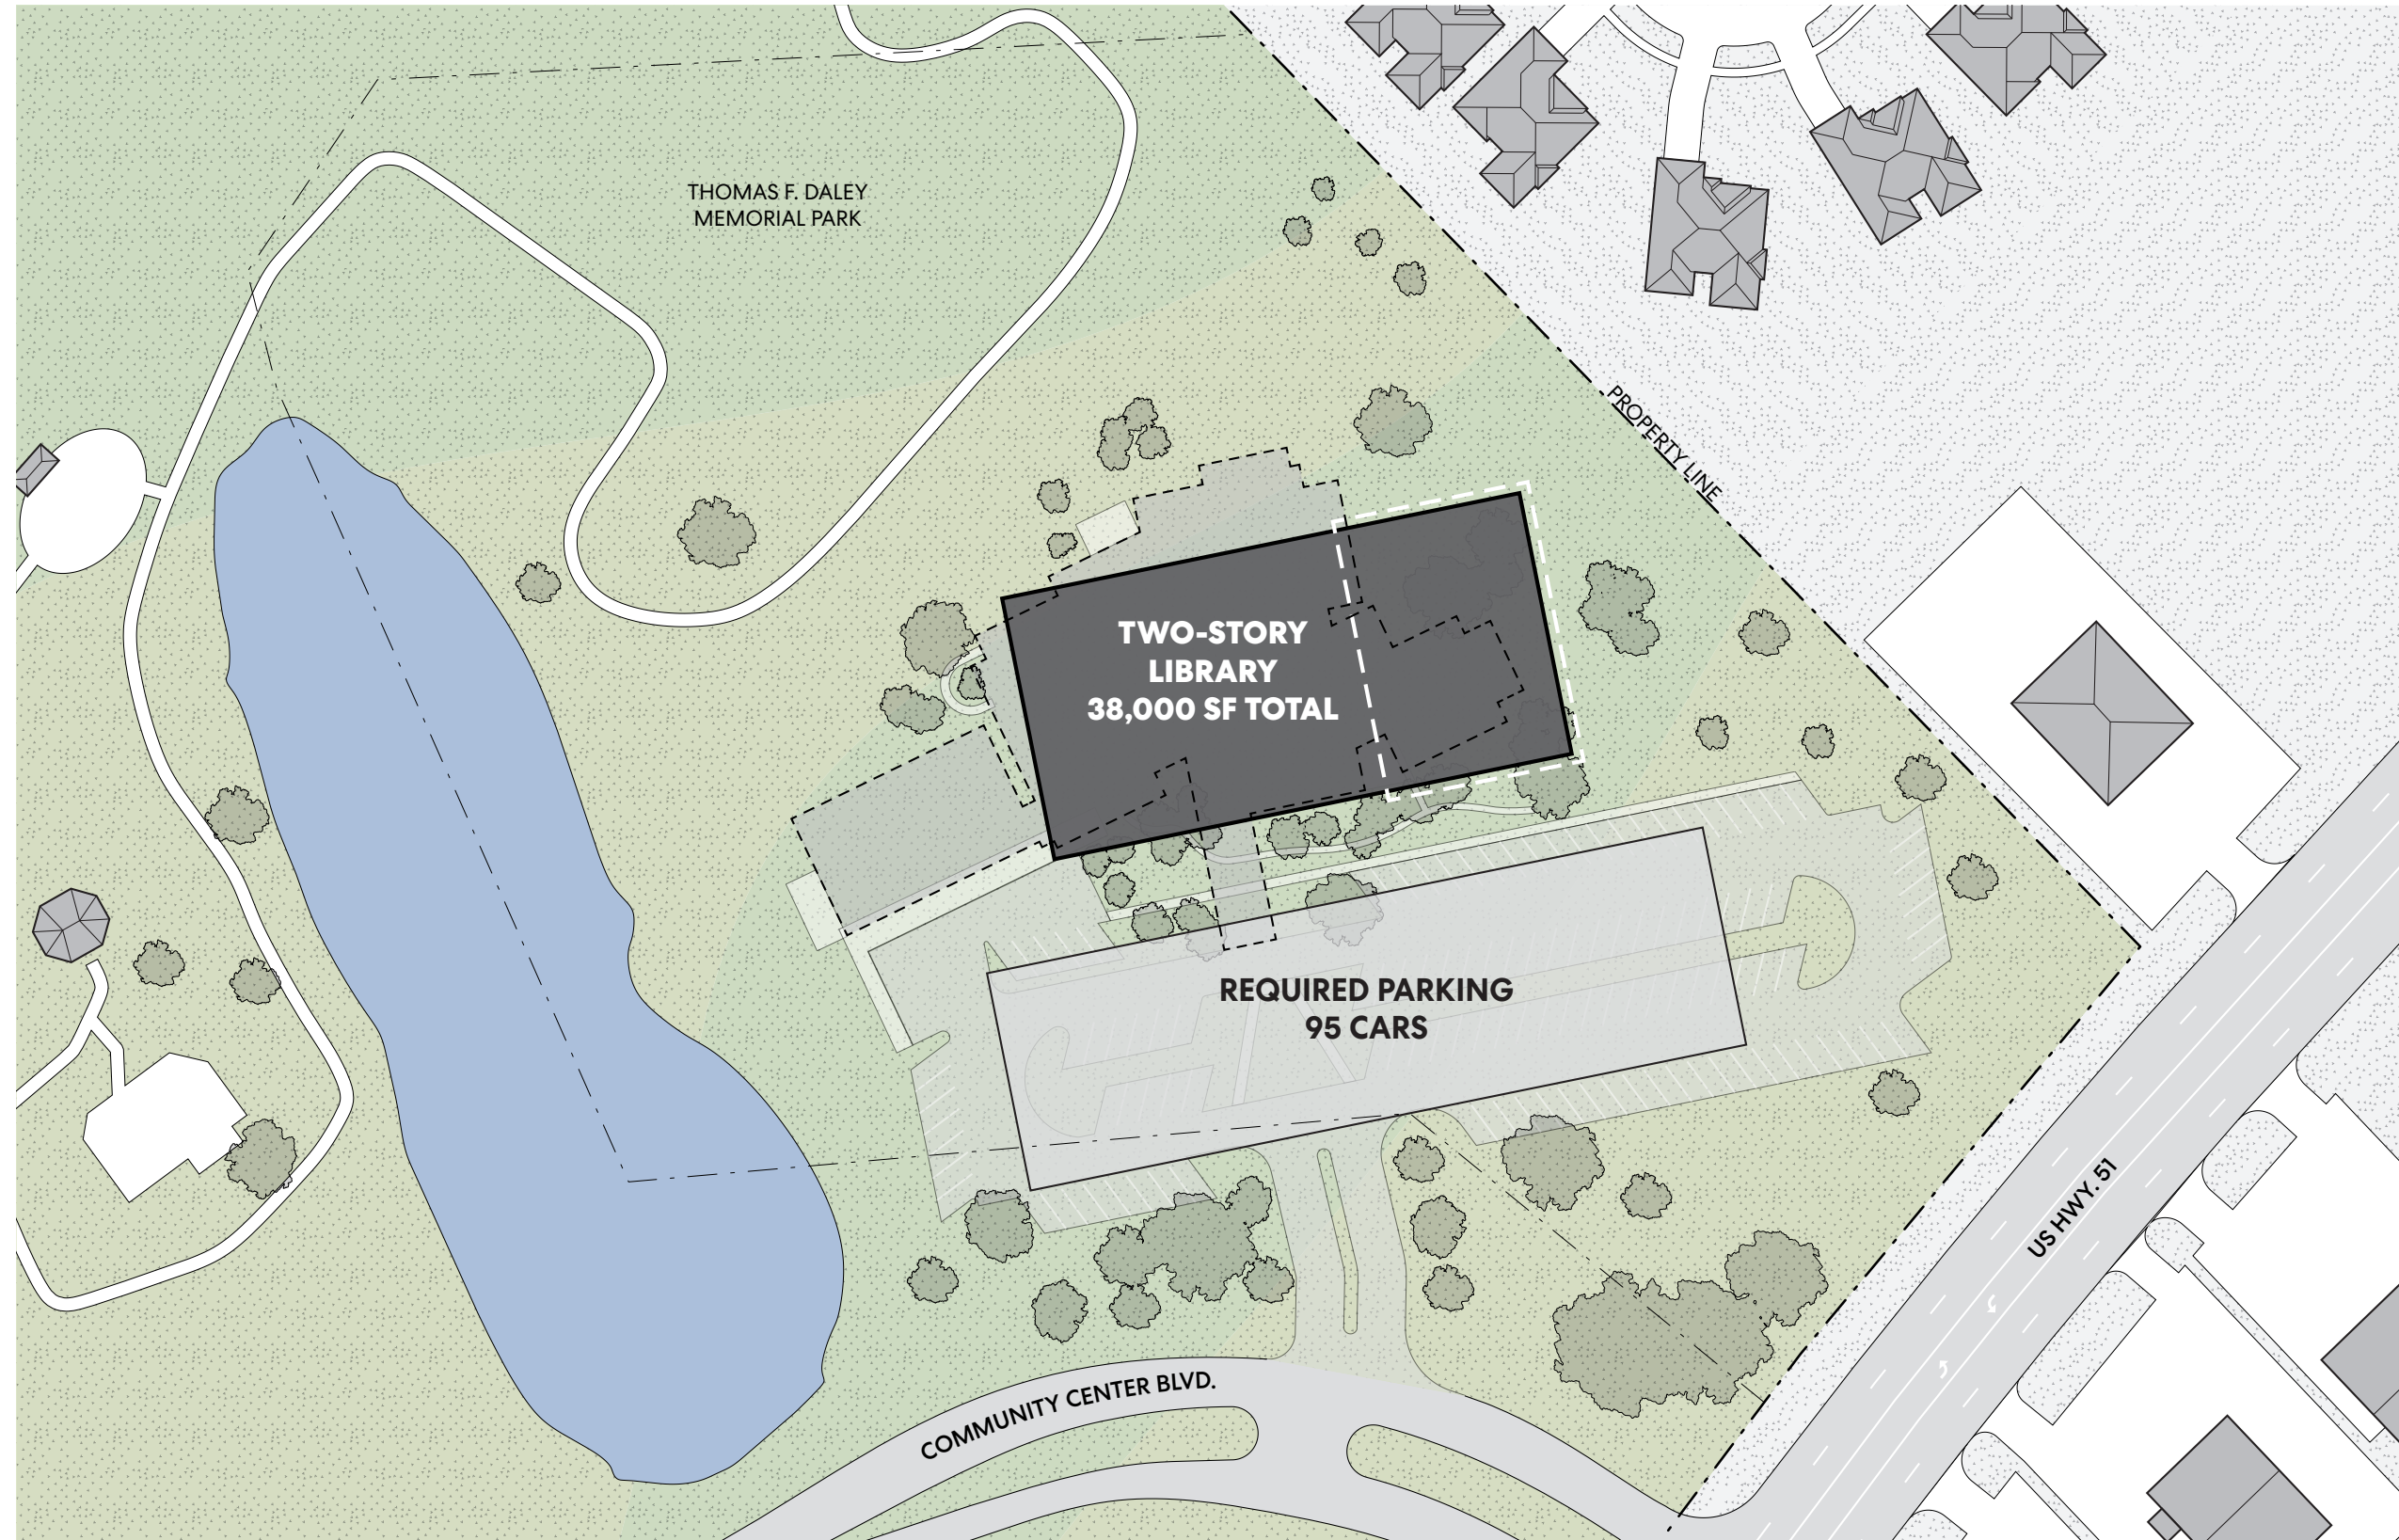 THOMAS F. DALEY
MEMORIAL PARK
PROPERTY LINE
TWO-STORY
LIBRARY
38,000 SF TOTAL
REQUIRED PARKING
95 CARS
US HWY. 51
COMMUNITY CENTER BLVD.